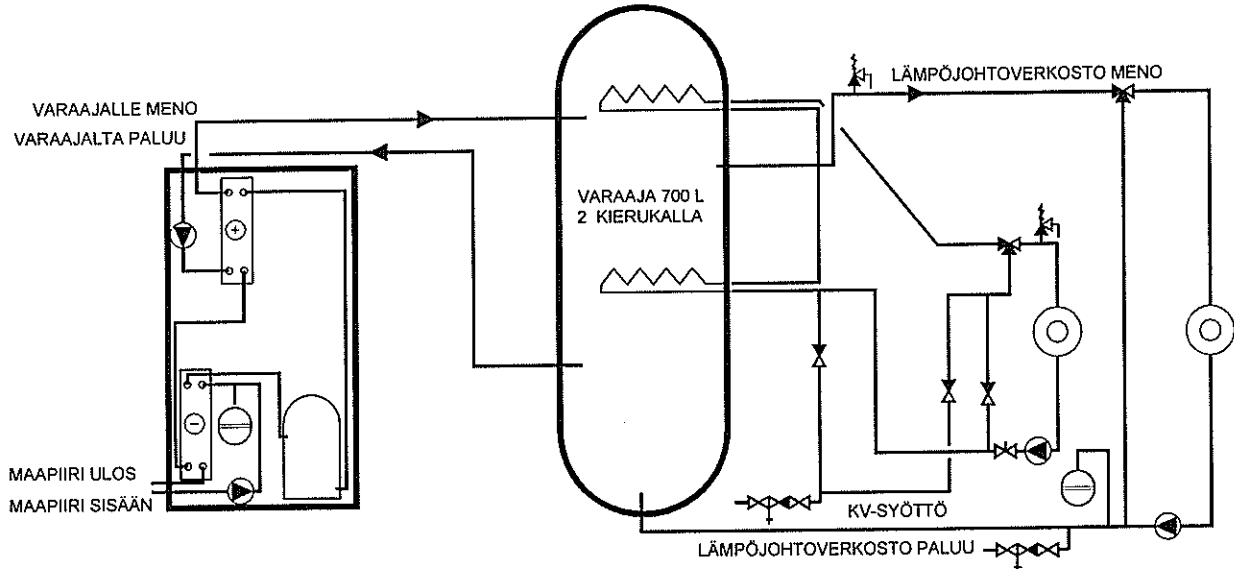 VARAAJALLE MENO
VARAAJALTA PALUU
LÄMPÖJOHTOVERKOSTO MENO
VARAAJA 700 L
2 KIERUKALLA
MAAPIIRI ULOS
MAAPIIRI SISÄÄN
KV-SYÖTTÖ
LÄMPÖJOHTOVERKOSTO PALUU